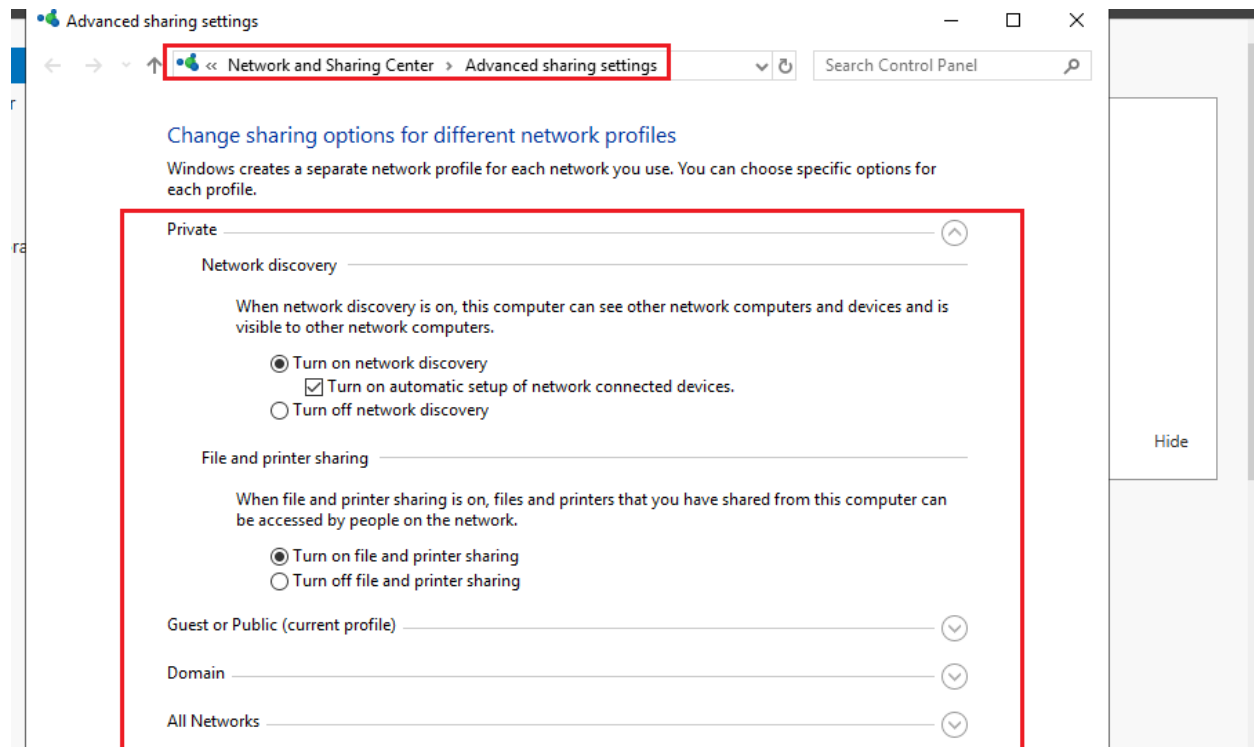 Advanced sharing settings
« Network and Sharing Center > Advanced sharing settings
Search Control Panel
r
Change sharing options for different network profiles
Windows creates a separate network profile for each network you use. You can choose specific options for
each profile.
Private
ra
Network discovery
When network discovery is on, this computer can see other network computers and devices and is
visible to other network computers.
Turn on network discovery
Turn on automatic setup of network connected devices.
Turn off network discovery
Hide
File and printer sharing
When file and printer sharing is on, files and printers that you have shared from this computer can
be accessed by people on the network.
Turn on file and printer sharing
Turn off file and printer sharing
Guest or Public (current profile)
Domain
All Networks